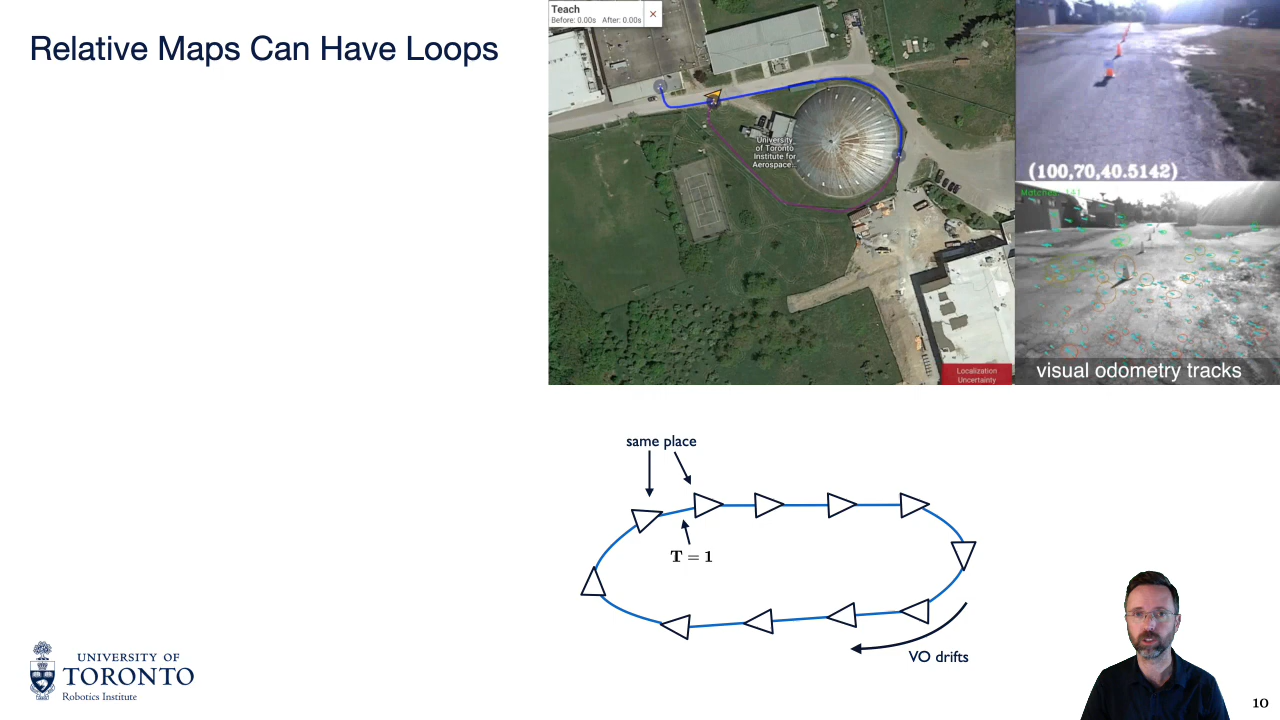 Relative Maps Can Have Loops
Teach
Before: 0.00s After: 0.00s
University
of Toronto
Institute for
Aerospace...
Localization
Uncertainty
(100,70,40.5142)
Matches: 141
visual odometry tracks
same place
T = 1
VO drifts
UNIVERSITY OF
TORONTO
Robotics Institute
10